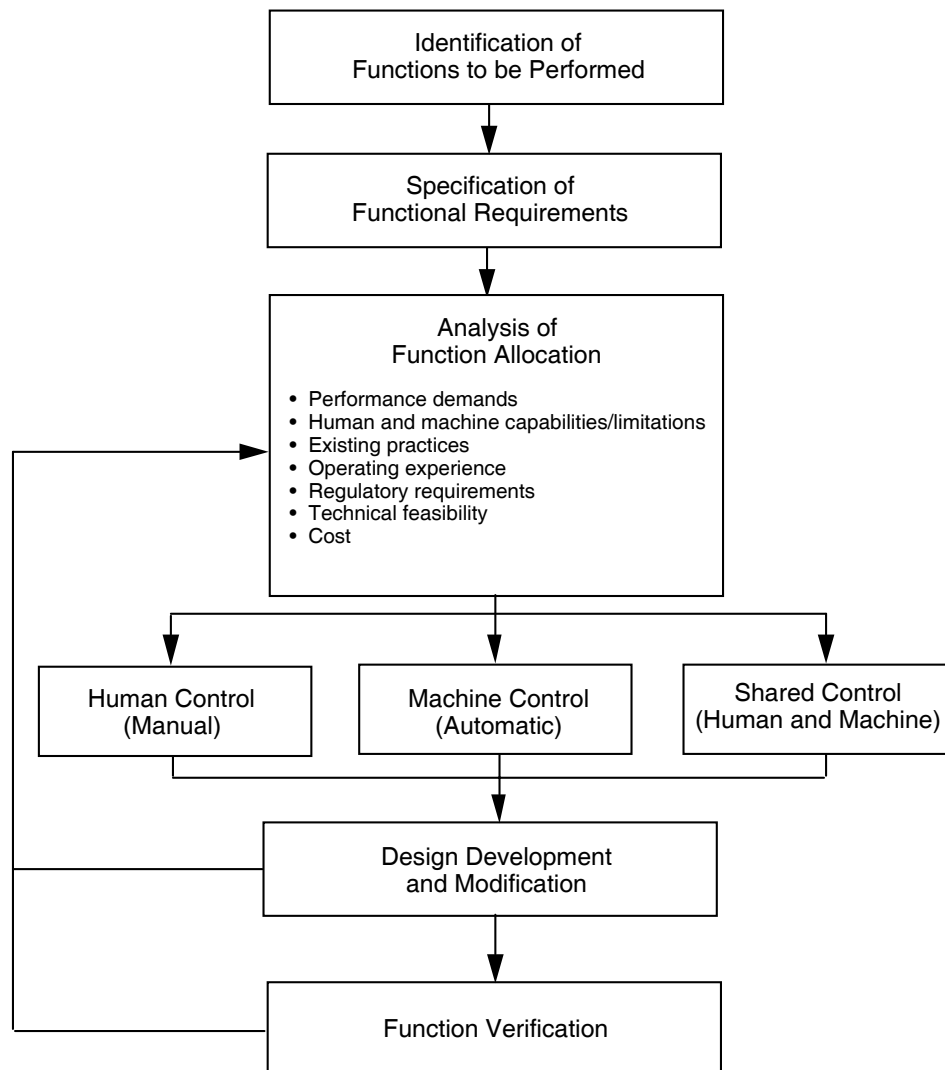 Identification of
Functions to be Performed
Specification of
Functional Requirements
Analysis of
Function Allocation
• Performance demands
• Human and machine capabilities/limitations
• Existing practices
• Operating experience
• Regulatory requirements
• Technical feasibility
• Cost
Human Control
(Manual)
Machine Control
(Automatic)
Shared Control
(Human and Machine)
Design Development
and Modification
Function Verification